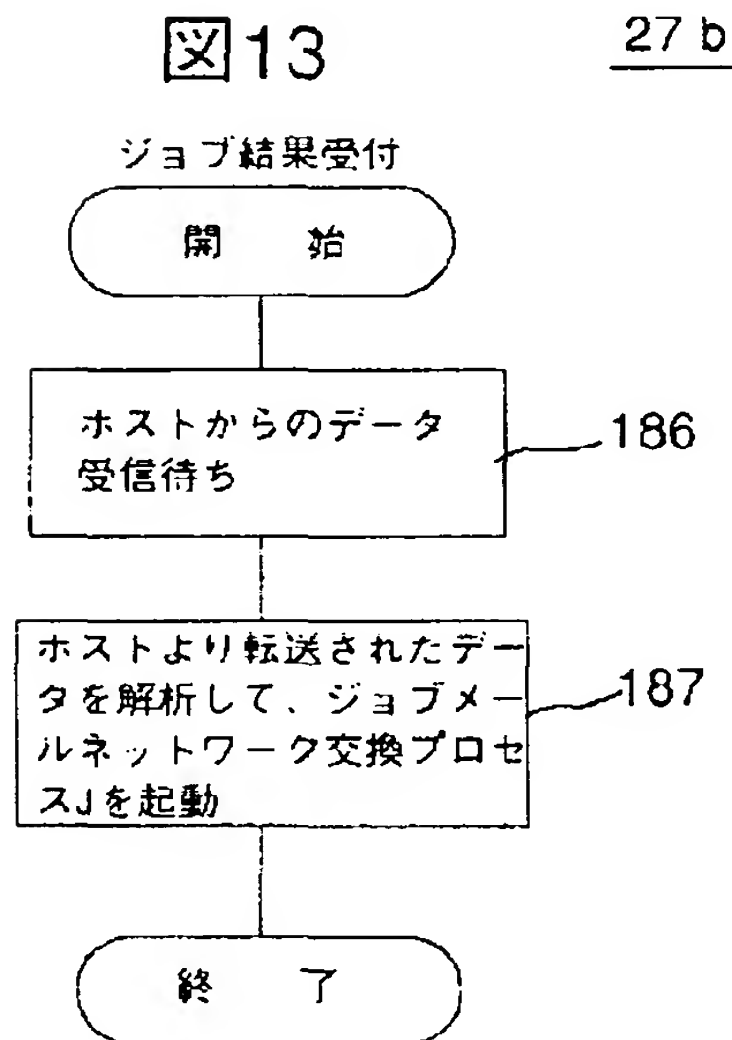 図13
27 b
ジョブ結果受付
開 始
ホストからのデータ
受信待ち
186
ホストより転送されたデー
タを解析して、ジョブメー
ルネットワーク交換プロセ
スJを起動
187
終 了